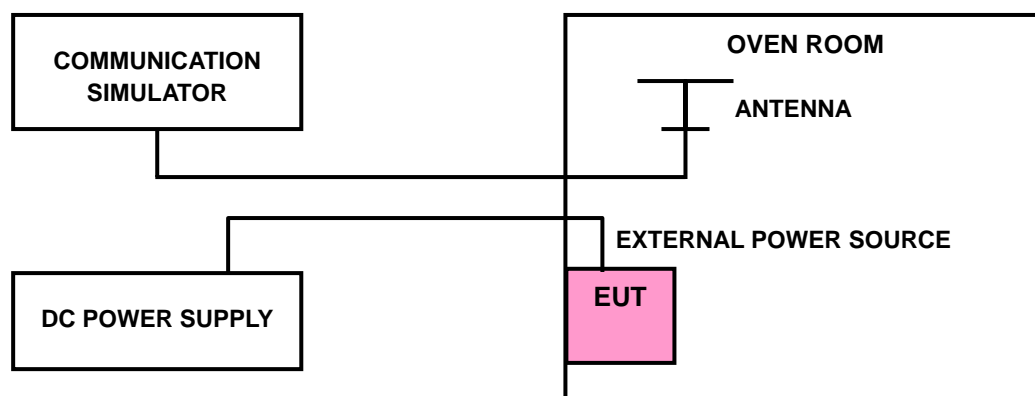 COMMUNICATION
SIMULATOR
OVEN ROOM
ANTENNA
EXTERNAL POWER SOURCE
EUT
DC POWER SUPPLY